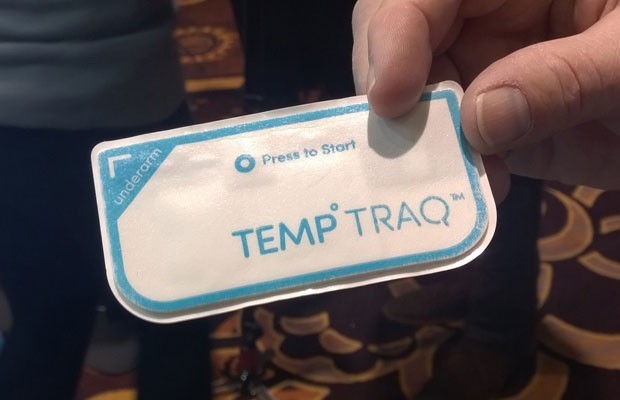 underarm
Press to Start
TEMP° TRAQ™